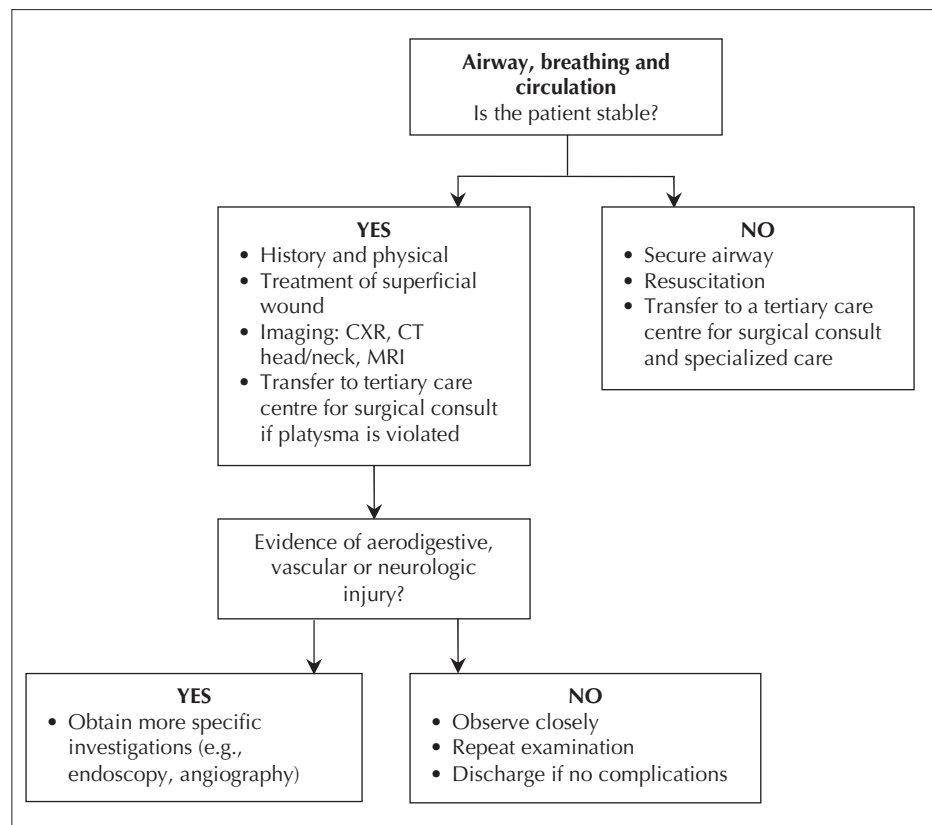 Airway, breathing and
circulation
Is the patient stable?
YES
• History and physical
• Treatment of superficial
wound
• Imaging: CXR, CT
head/neck, MRI
• Transfer to tertiary care
centre for surgical consult
if platysma is violated
NO
• Secure airway
• Resuscitation
• Transfer to a tertiary care
centre for surgical consult
and specialized care
Evidence of aerodigestive,
vascular or neurologic
injury?
YES
• Obtain more specific
investigations (e.g.,
endoscopy, angiography)
NO
• Observe closely
• Repeat examination
• Discharge if no complications